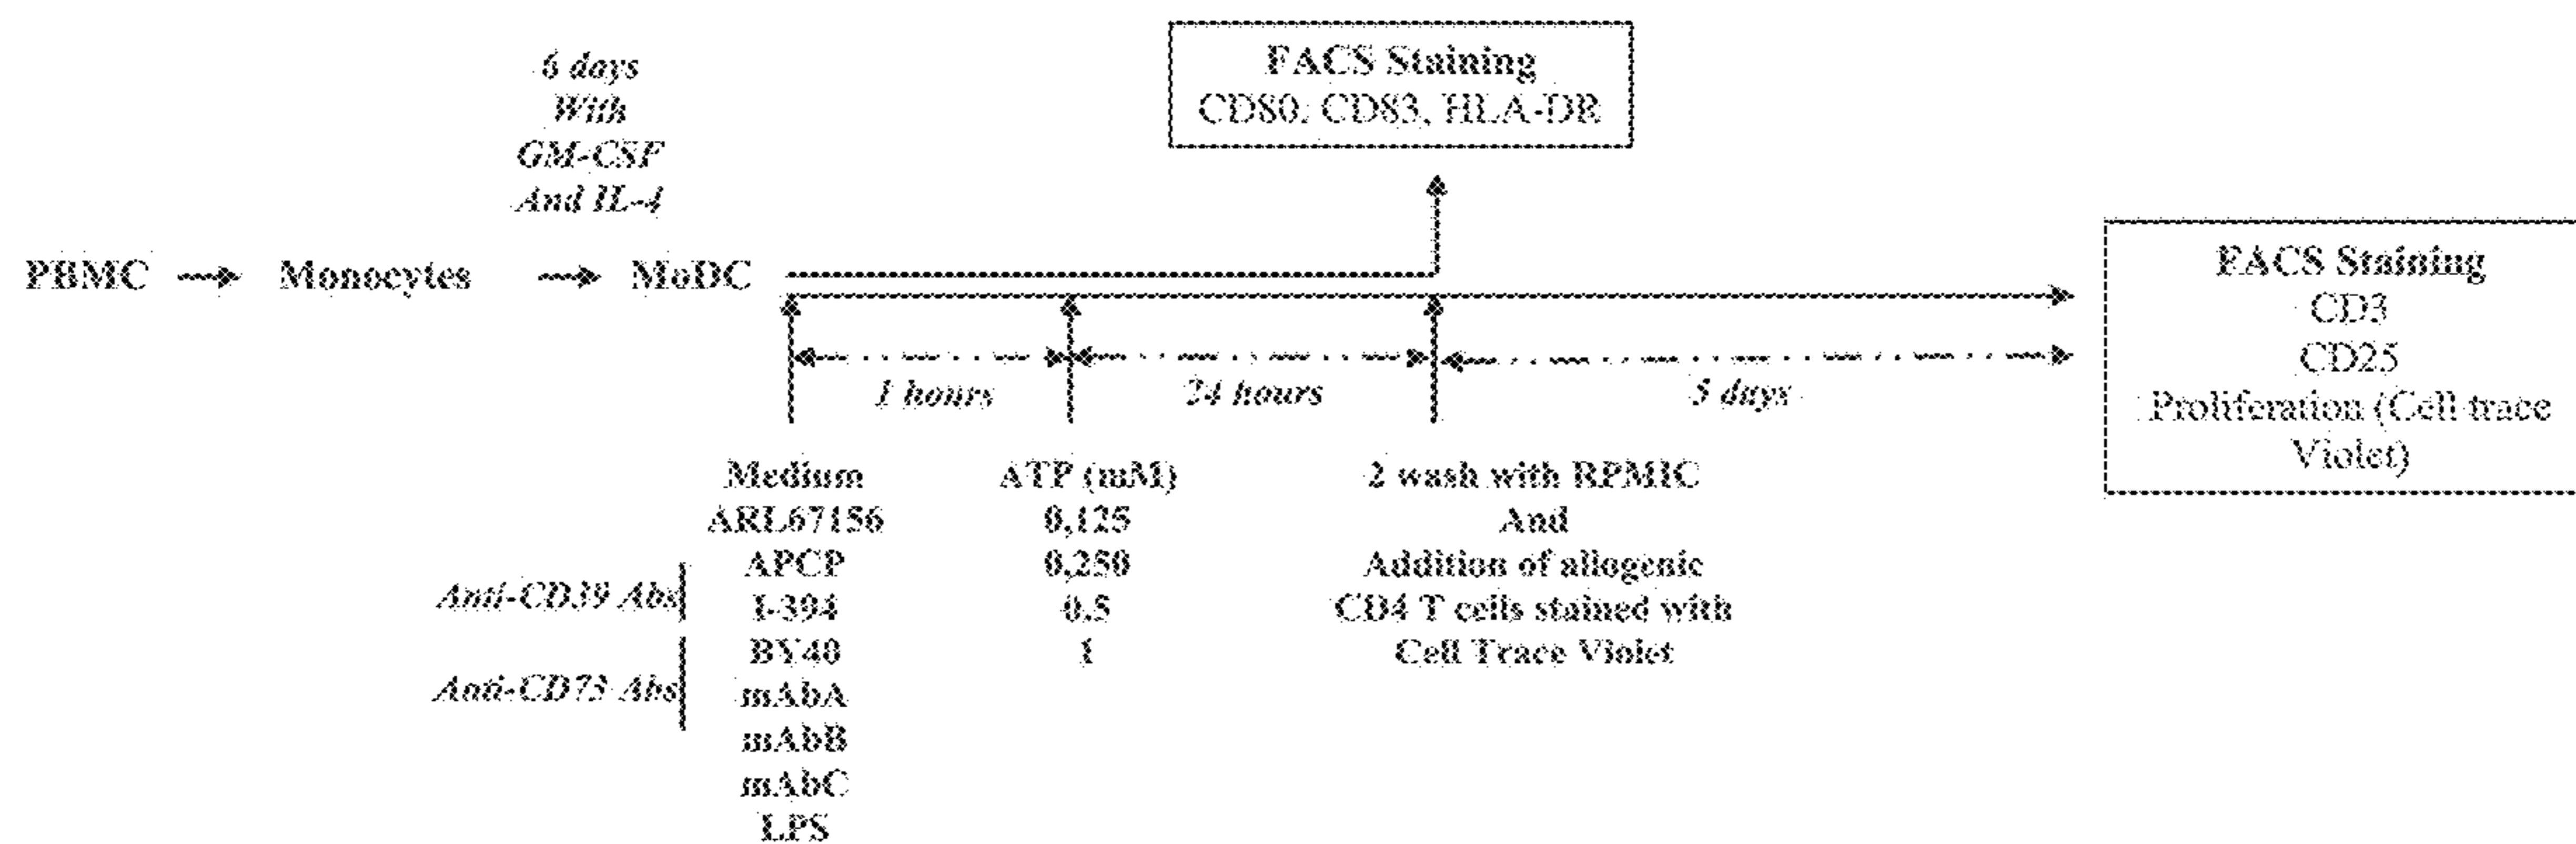 6 days
With
GM-CSF
And IL-4
FACS Staining
CD80, CD83, HLA-DR
PBMC
Monocytes
MoDC
FACS Staining
CD3
CD25
Proliferation (Cell trace
Violet)
1 hours
24 hours
5 days
Medium
ARL67156
APCP
I-394
BY40
mAbA
mAbB
mAbC
LPS
Anti-CD39 Abs
Anti-CD73 Abs
ATP (mM)
0,125
0,250
0.5
1
2 wash with RPMIC
And
Addition of allogenic
CD4 T cells stained with
Cell Trace Violet